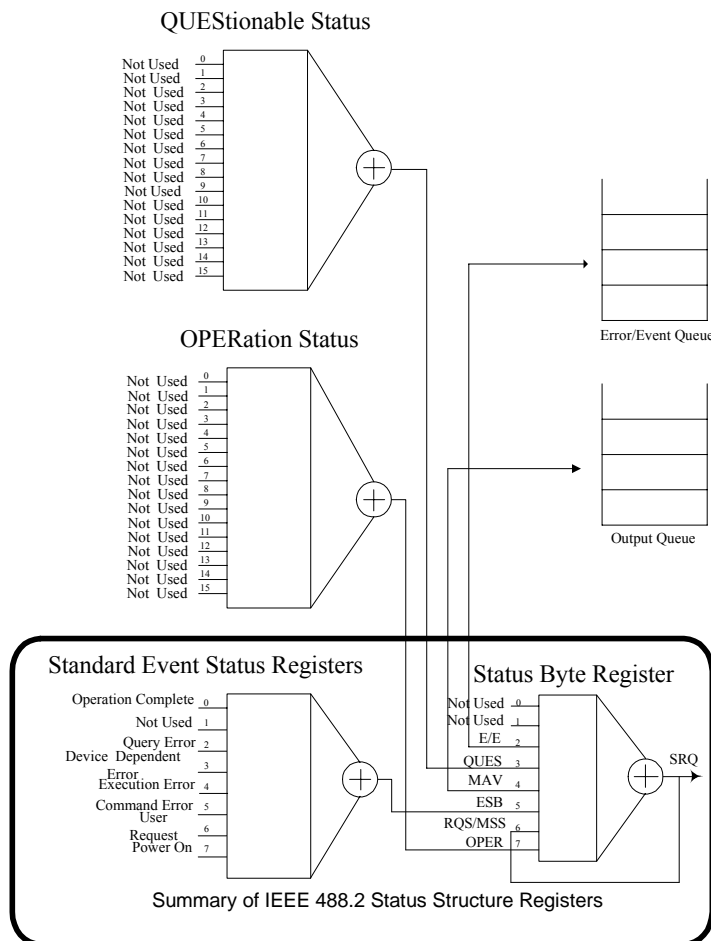 QUEStionable Status
Not Used 0
Not Used 1
Not Used 2
Not Used 3
Not Used 4
Not Used 5
Not Used 6
Not Used 7
Not Used 8
Not Used 9
Not Used 10
Not Used 11
Not Used 12
Not Used 13
Not Used 14
Not Used 15
Error/Event Queue
OPERation Status
Not Used 0
Not Used 1
Not Used 2
Not Used 3
Not Used 4
Not Used 5
Not Used 6
Not Used 7
Not Used 8
Not Used 9
Not Used 10
Not Used 11
Not Used 12
Not Used 13
Not Used 14
Not Used 15
Output Queue
Standard Event Status Registers
Operation Complete 0
Not Used 1
Query Error 2
Device Dependent
Error 3
Execution Error 4
Command Error 5
User
Request 6
Power On 7
Status Byte Register
Not Used 0
Not Used 1
E/E 2
QUES 3
MAV 4
ESB 5
RQS/MSS 6
OPER 7
SRQ
Summary of IEEE 488.2 Status Structure Registers